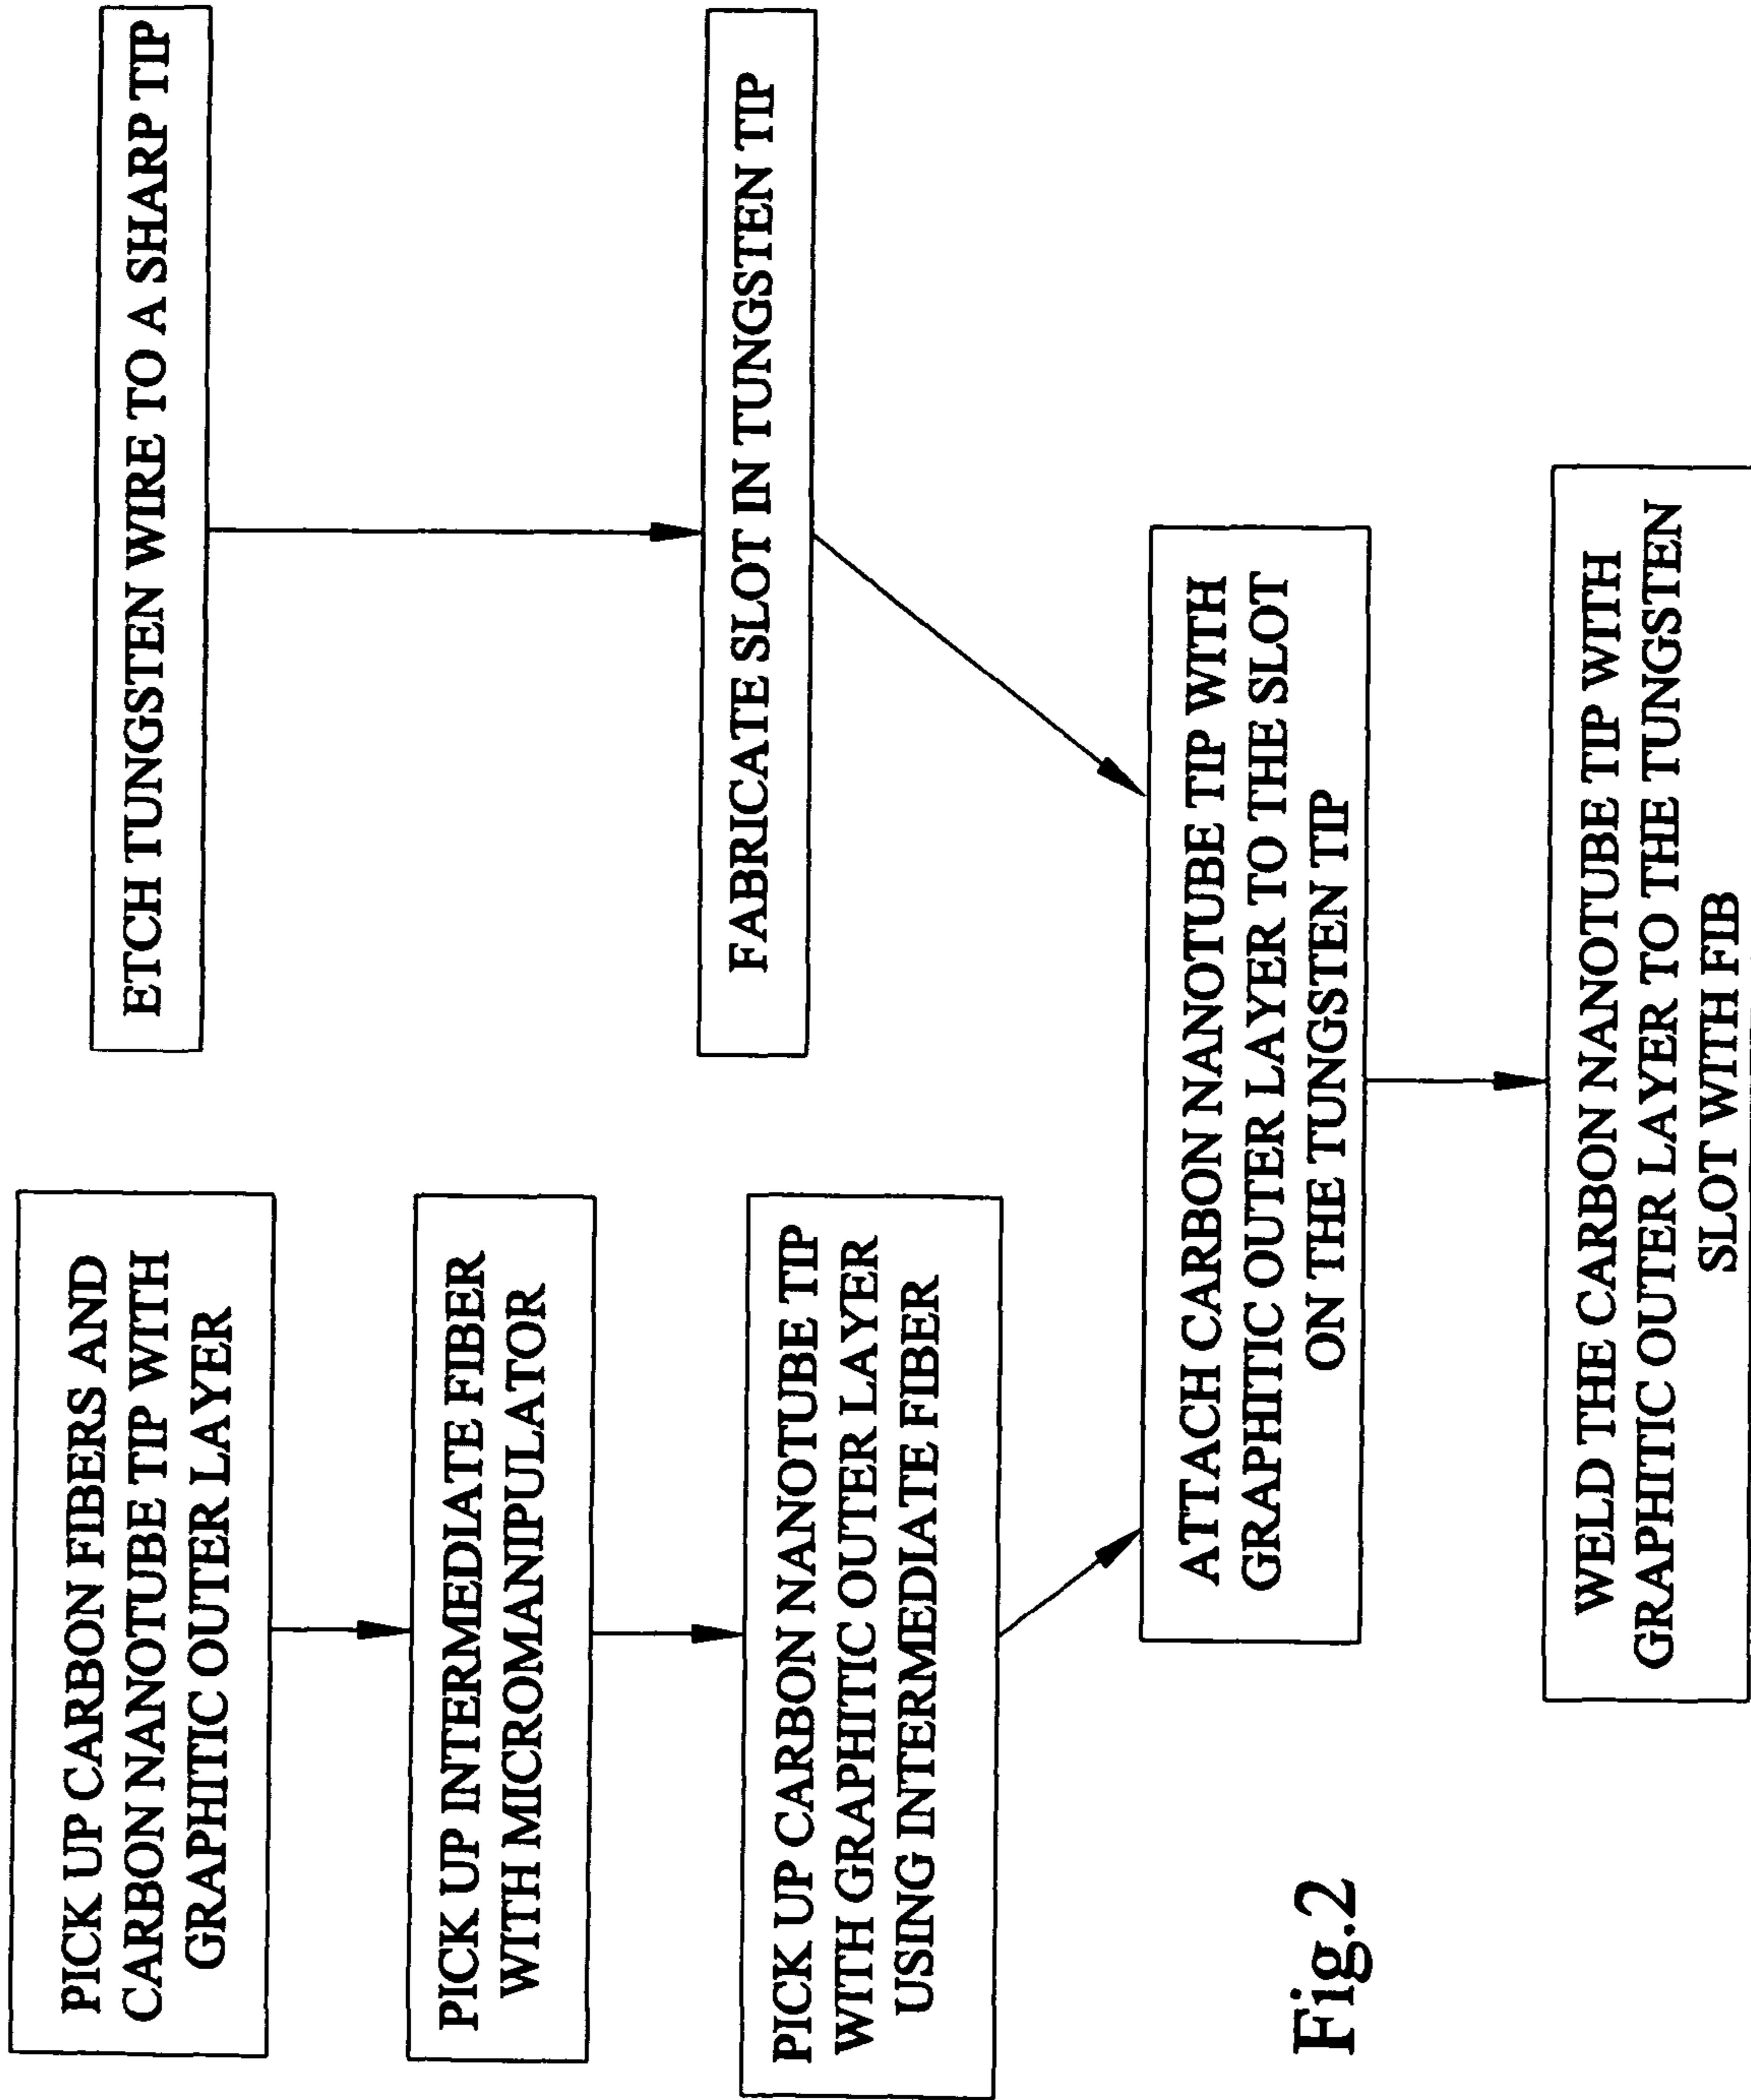 PICK UP CARBON FIBERS AND
CARBON NANOTUBE TIP WITH
GRAPHITIC OUTER LAYER
PICK UP INTERMEDIATE FIBER
WITH MICROMANIPULATOR
PICK UP CARBON NANOTUBE TIP
WITH GRAPHITIC OUTER LAYER
USING INTERMEDIATE FIBER
ETCH TUNGSTEN WIRE TO A SHARP TIP
FABRICATE SLOT IN TUNGSTEN TIP
ATTACH CARBON NANOTUBE TIP WITH
GRAPHITIC OUTER LAYER TO THE SLOT
ON THE TUNGSTEN TIP
WELD THE CARBON NANOTUBE TIP WITH
GRAPHITIC OUTER LAYER TO THE TUNGSTEN
SLOT WITH FIB
Fig.2